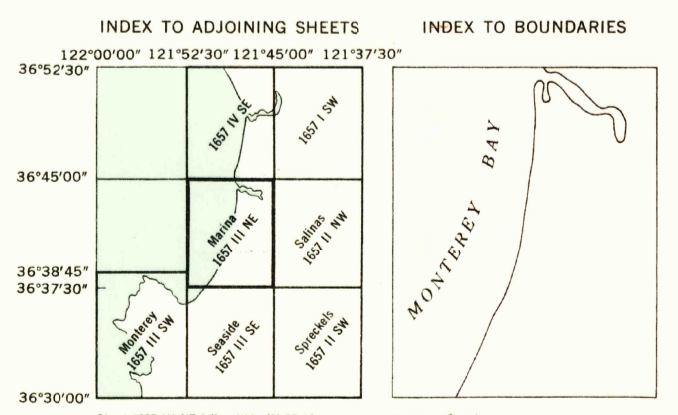 INDEX TO ADJOINING SHEETS
INDEX TO BOUNDARIES
122°00'00" 121°52'30" 121°45'00" 121°37'30"
36°52'30"
1657 IV SE
1657 I SW
36°45'00"
Marina
1657 III NE
Salinas
1657 II NW
36°38'45"
36°37'30"
Monterey
1657 III SW
Seaside
1657 III SE
Spreckels
1657 II SW
36°30'00"
MONTEREY BAY